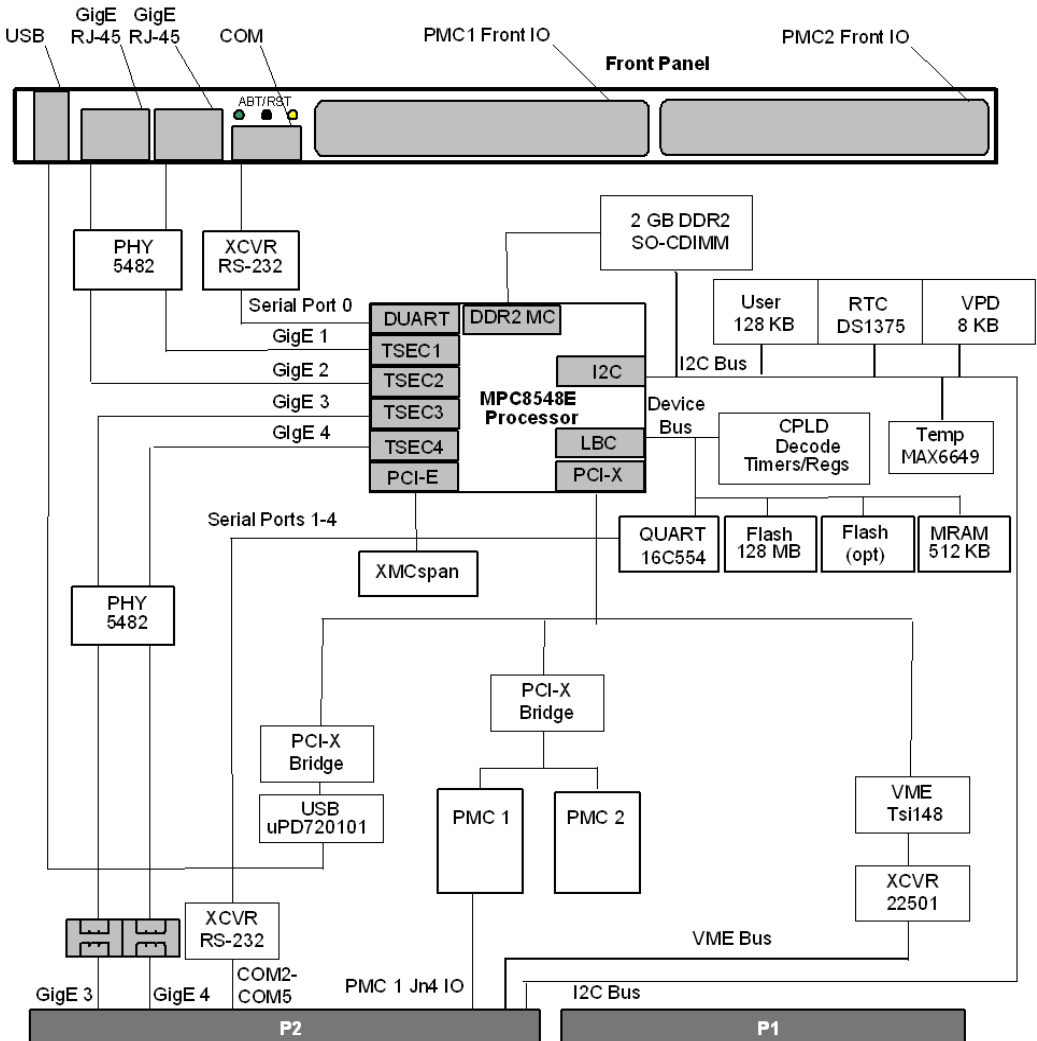 GigE GigE
USB RJ-45 RJ-45 COM PMC1 Front IO PMC2 Front IO
Front Panel
ABT/RST
2 GB DDR2
SO-CDIMM
PHY
5482
XCVR
RS-232
User
128 KB
RTC
DS1375
VPD
8 KB
Serial Port 0
DUART
DDR2 MC
GigE 1
TSEC1
I2C
I2C Bus
GigE 2
TSEC2
MPC8548E
Processor
GigE 3
TSEC3
Device
Bus
CPLD
Decode
Timers/Regs
Temp
MAX6649
GigE 4
TSEC4
LBC
PCI-E
PCI-X
Serial Ports 1-4
QUART
16C554
Flash
128 MB
Flash
(opt)
MRAM
512 KB
XMCspan
PHY
5482
PCI-X
Bridge
PCI-X
Bridge
USB
uPD720101
PMC 1
PMC 2
VME
Tsi148
XCVR
22501
XCVR
RS-232
VME Bus
GigE 3
GigE 4
COM2-
COM5
PMC 1 Jn4 IO
I2C Bus
P2
P1